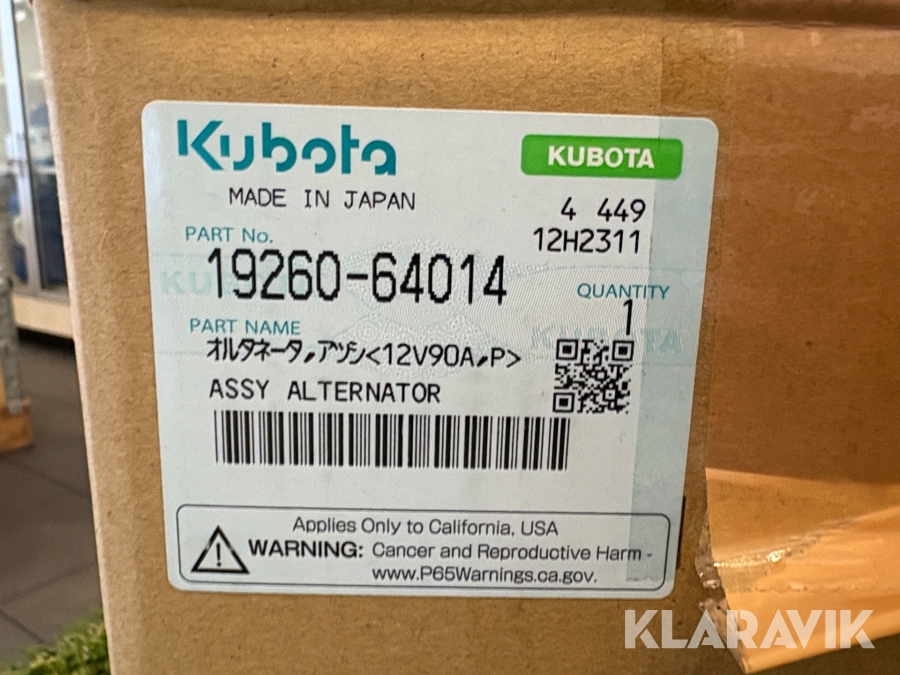 Kubota
KUBOTA
MADE IN JAPAN
4 449
12H2311
PART No.
19260-64014
QUANTITY
1
PART NAME
オルタネータ,アツシ<12V90A,P>
ASSY ALTERNATOR
Applies Only to California, USA
WARNING: Cancer and Reproductive Harm -
www.P65Warnings.ca.gov.
KLARAVIK